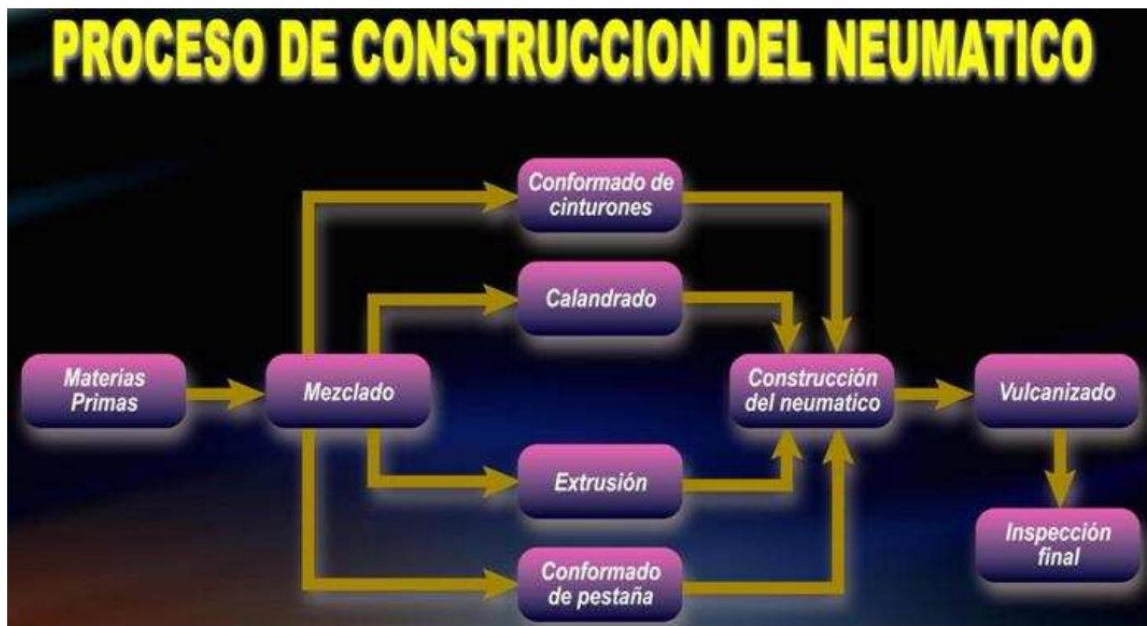 PROCESO DE CONSTRUCCION DEL NEUMATICO
Conformado de
cinturones
Calandrado
Materias
Primas
Mezclado
Construcción
del neumatico
Vulcanizado
Extrusión
Inspección
final
Conformado
de pestaña